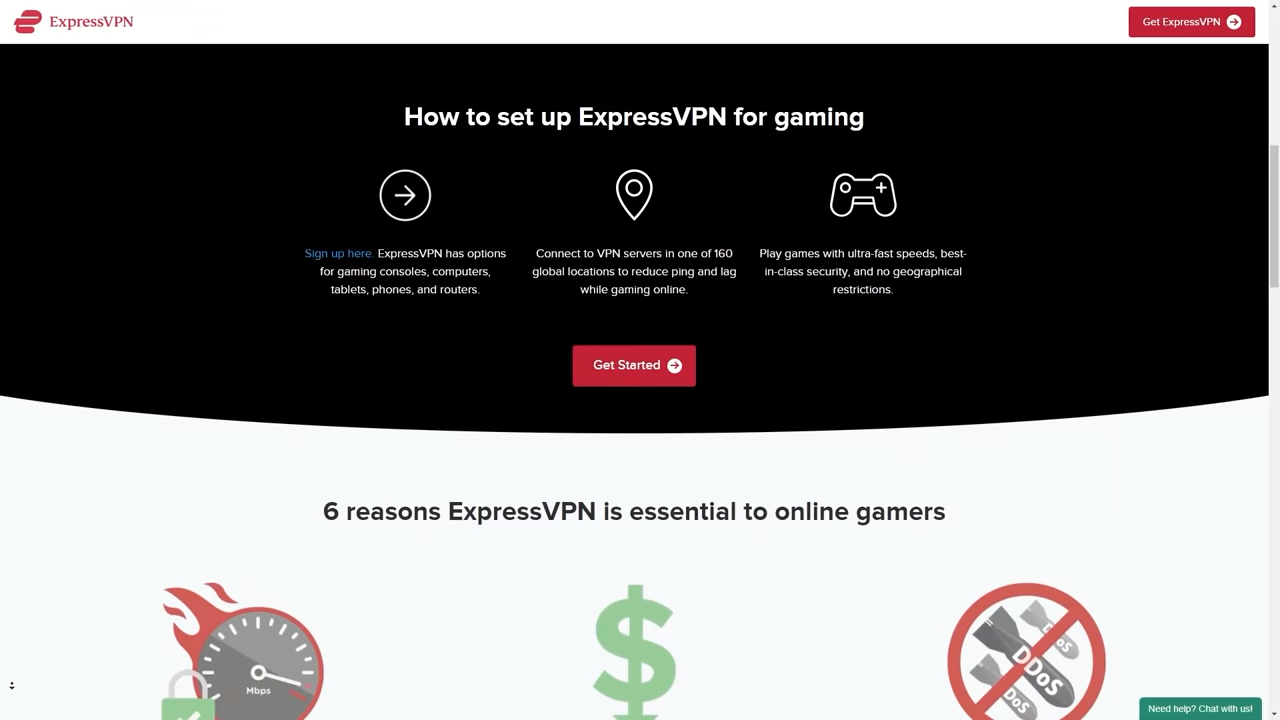 ExpressVPN
Get ExpressVPN
How to set up ExpressVPN for gaming
Sign up here. ExpressVPN has options
for gaming consoles, computers,
tablets, phones, and routers.
Connect to VPN servers in one of 160
global locations to reduce ping and lag
while gaming online.
Play games with ultra-fast speeds, best-
in-class security, and no geographical
restrictions.
Get Started
6 reasons ExpressVPN is essential to online gamers
Mbps
DDoS
DDoS
DDoS
Need help? Chat with us!